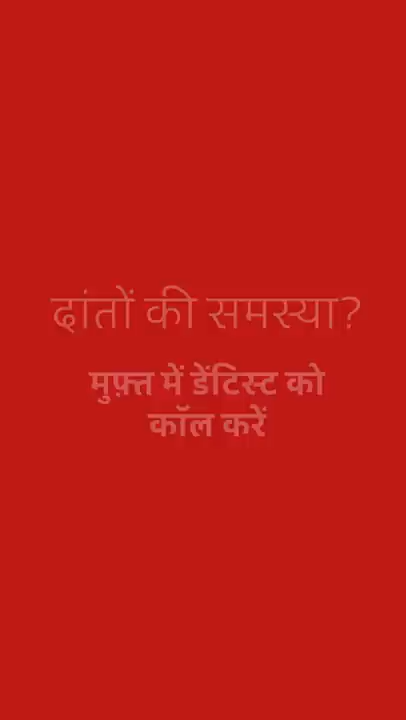 दांतों की समस्या?
मुफ़्त में डेंटिस्ट को
कॉल करें